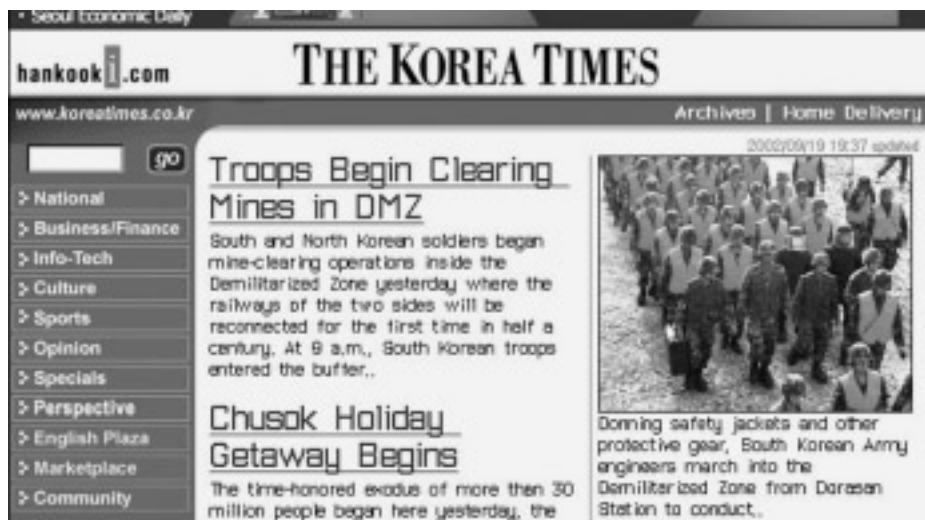 • Seoul Economic Daily
hankooki.com
THE KOREA TIMES
www.koreatimes.co.kr
Archives | Home Delivery
2002/09/19 19:37 updated
go
> National
> Business/Finance
> Info-Tech
> Culture
> Sports
> Opinion
> Specials
> Perspective
> English Plaza
> Marketplace
> Community
Troops Begin Clearing
Mines in DMZ
South and North Korean soldiers began
mine-clearing operations inside the
Demilitarized Zone yesterday where the
railways of the two sides will be
reconnected for the first time in half a
century. At 9 a.m., South Korean troops
entered the buffer..
Chusok Holiday
Getaway Begins
The time-honored exodus of more than 30
million people began here yesterday, the
Donning safety jackets and other
protective gear, South Korean Army
engineers march into the
Demilitarized Zone from Dorasan
Station to conduct..